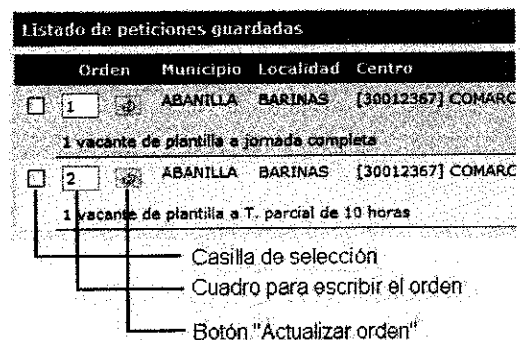 Listado de peticiones guardadas
Orden Municipio Localidad Centro
1 ABANILLA BARINAS [30012367] COMARC
1 vacante de plantilla a jornada completa
2 ABANILLA BARINAS [30012367] COMARC
1 vacante de plantilla a T. parcial de 10 horas
Casilla de selección
Cuadro para escribir el orden
Botón "Actualizar orden"